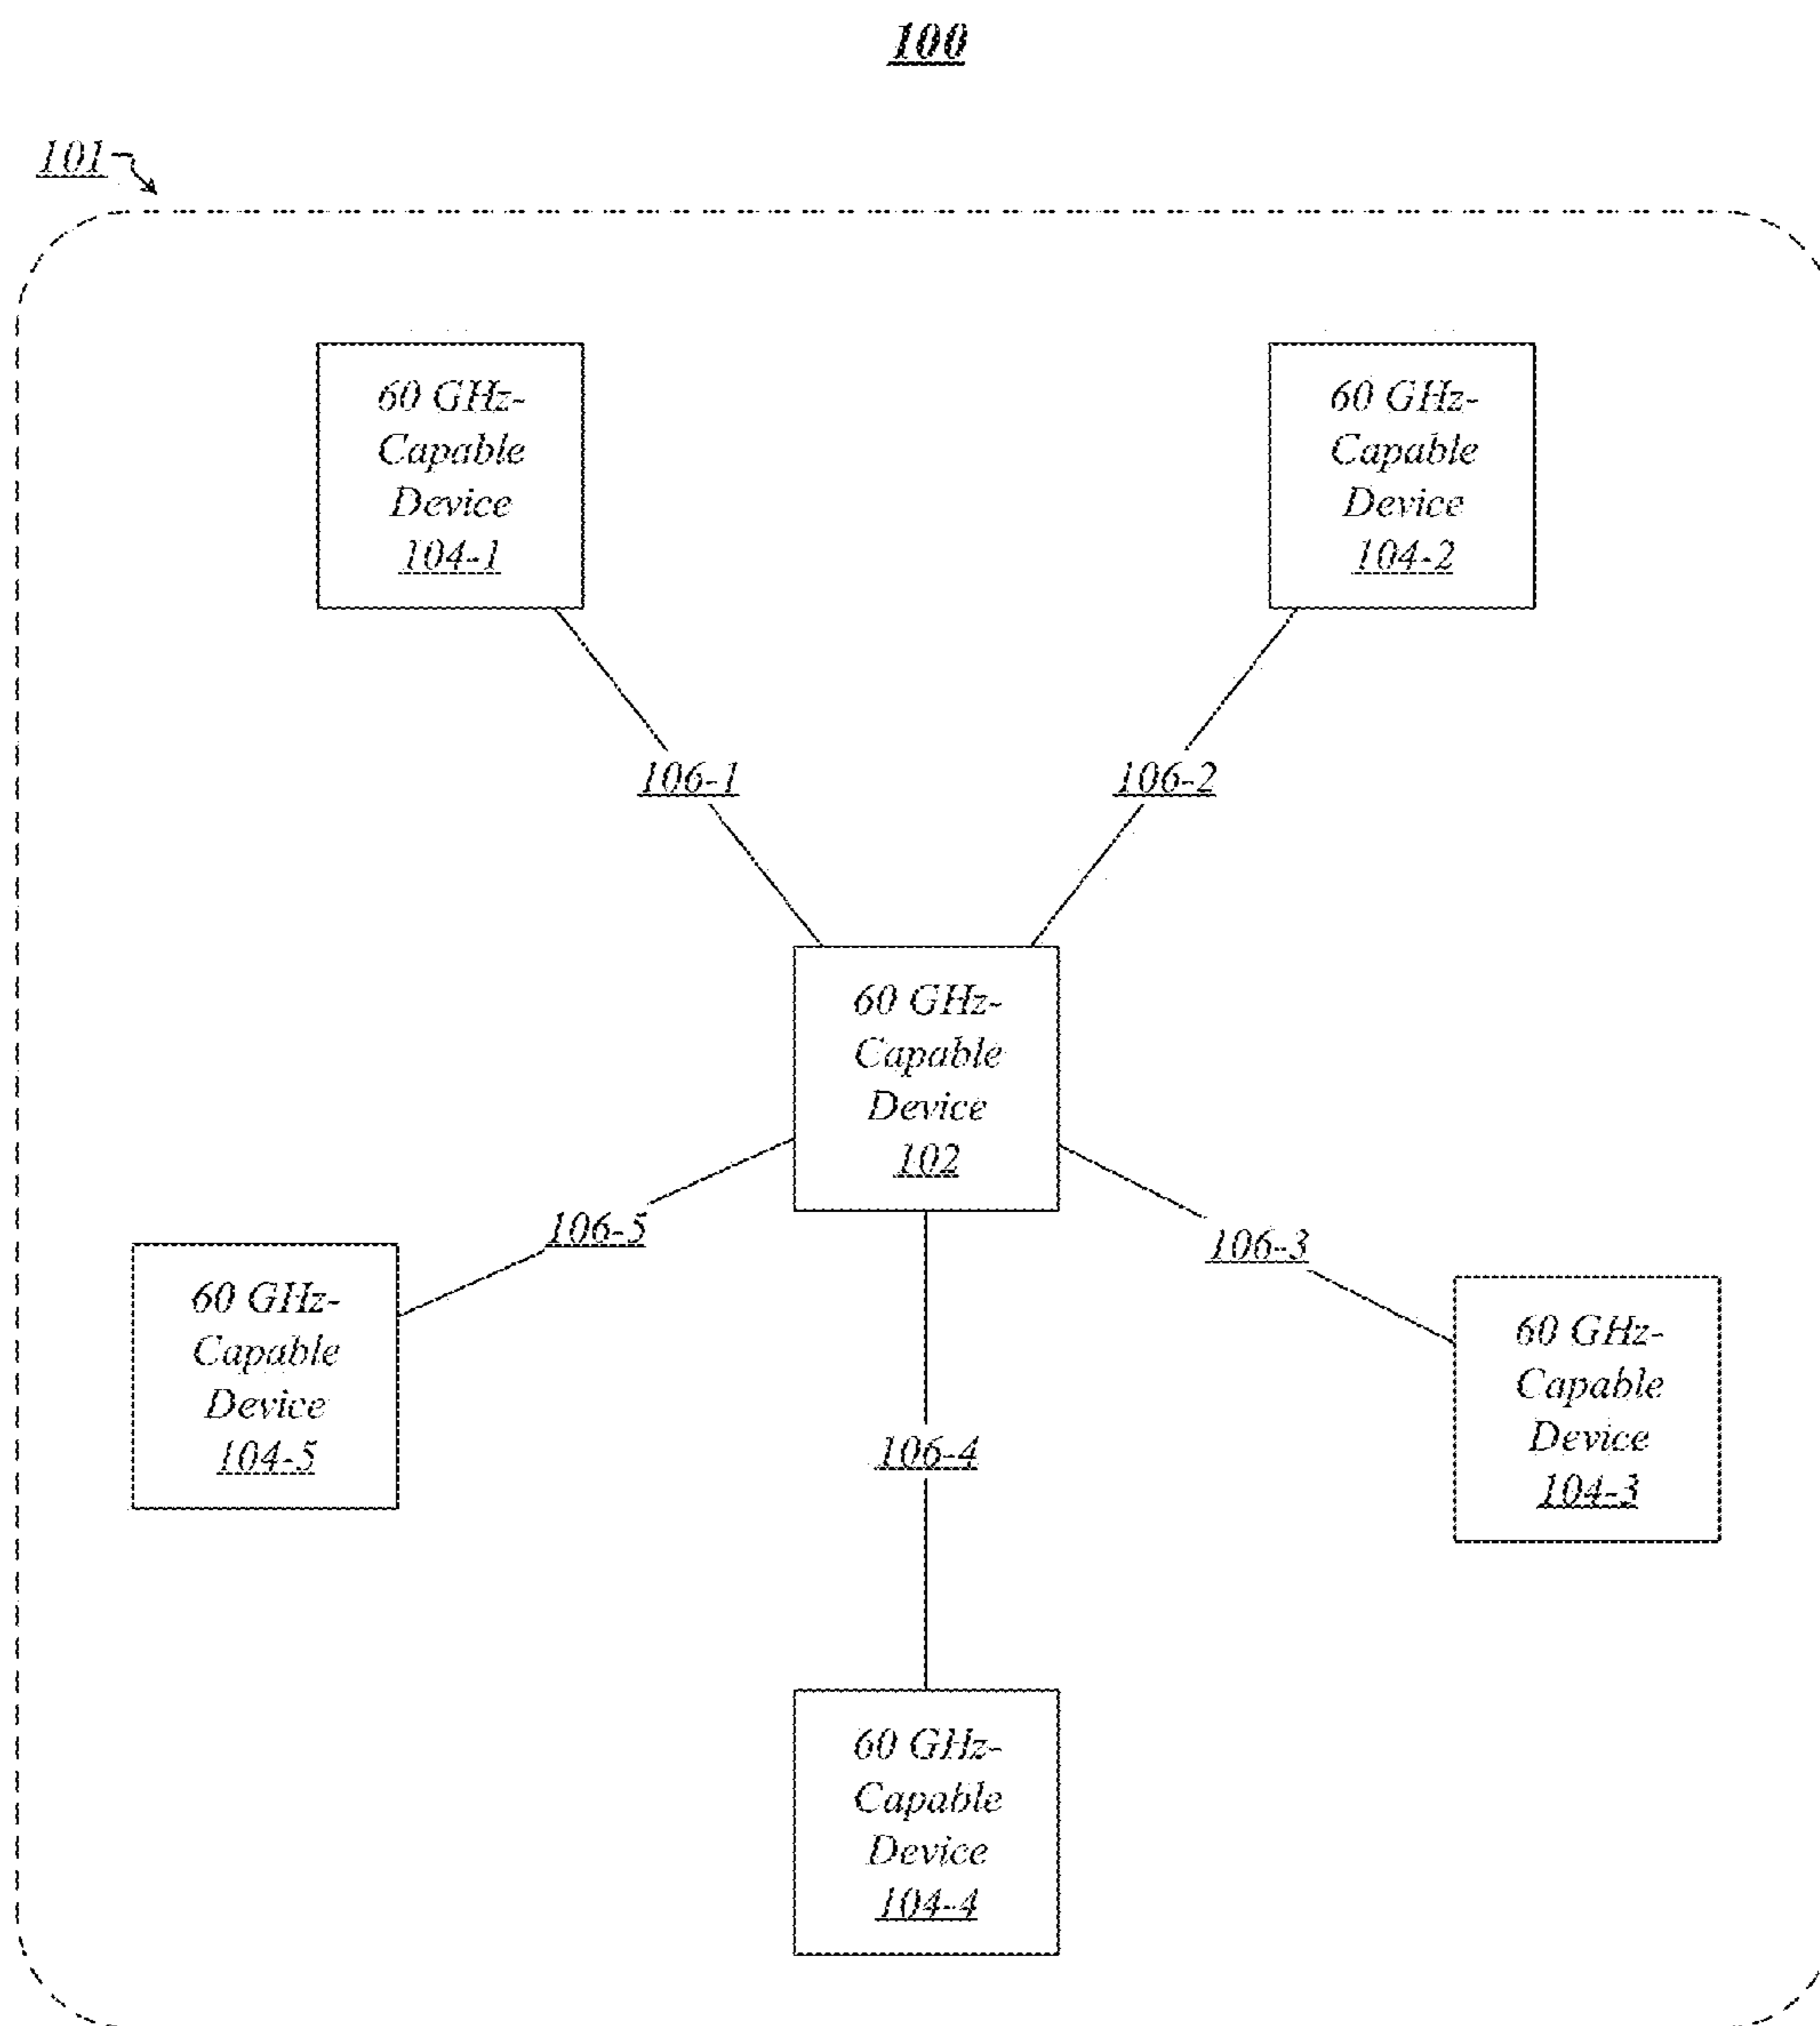 100
101
60 GHz-
Capable
Device
104-1
60 GHz-
Capable
Device
104-2
106-1
106-2
60 GHz-
Capable
Device
102
106-5
106-3
60 GHz-
Capable
Device
104-5
60 GHz-
Capable
Device
104-3
106-4
60 GHz-
Capable
Device
104-4